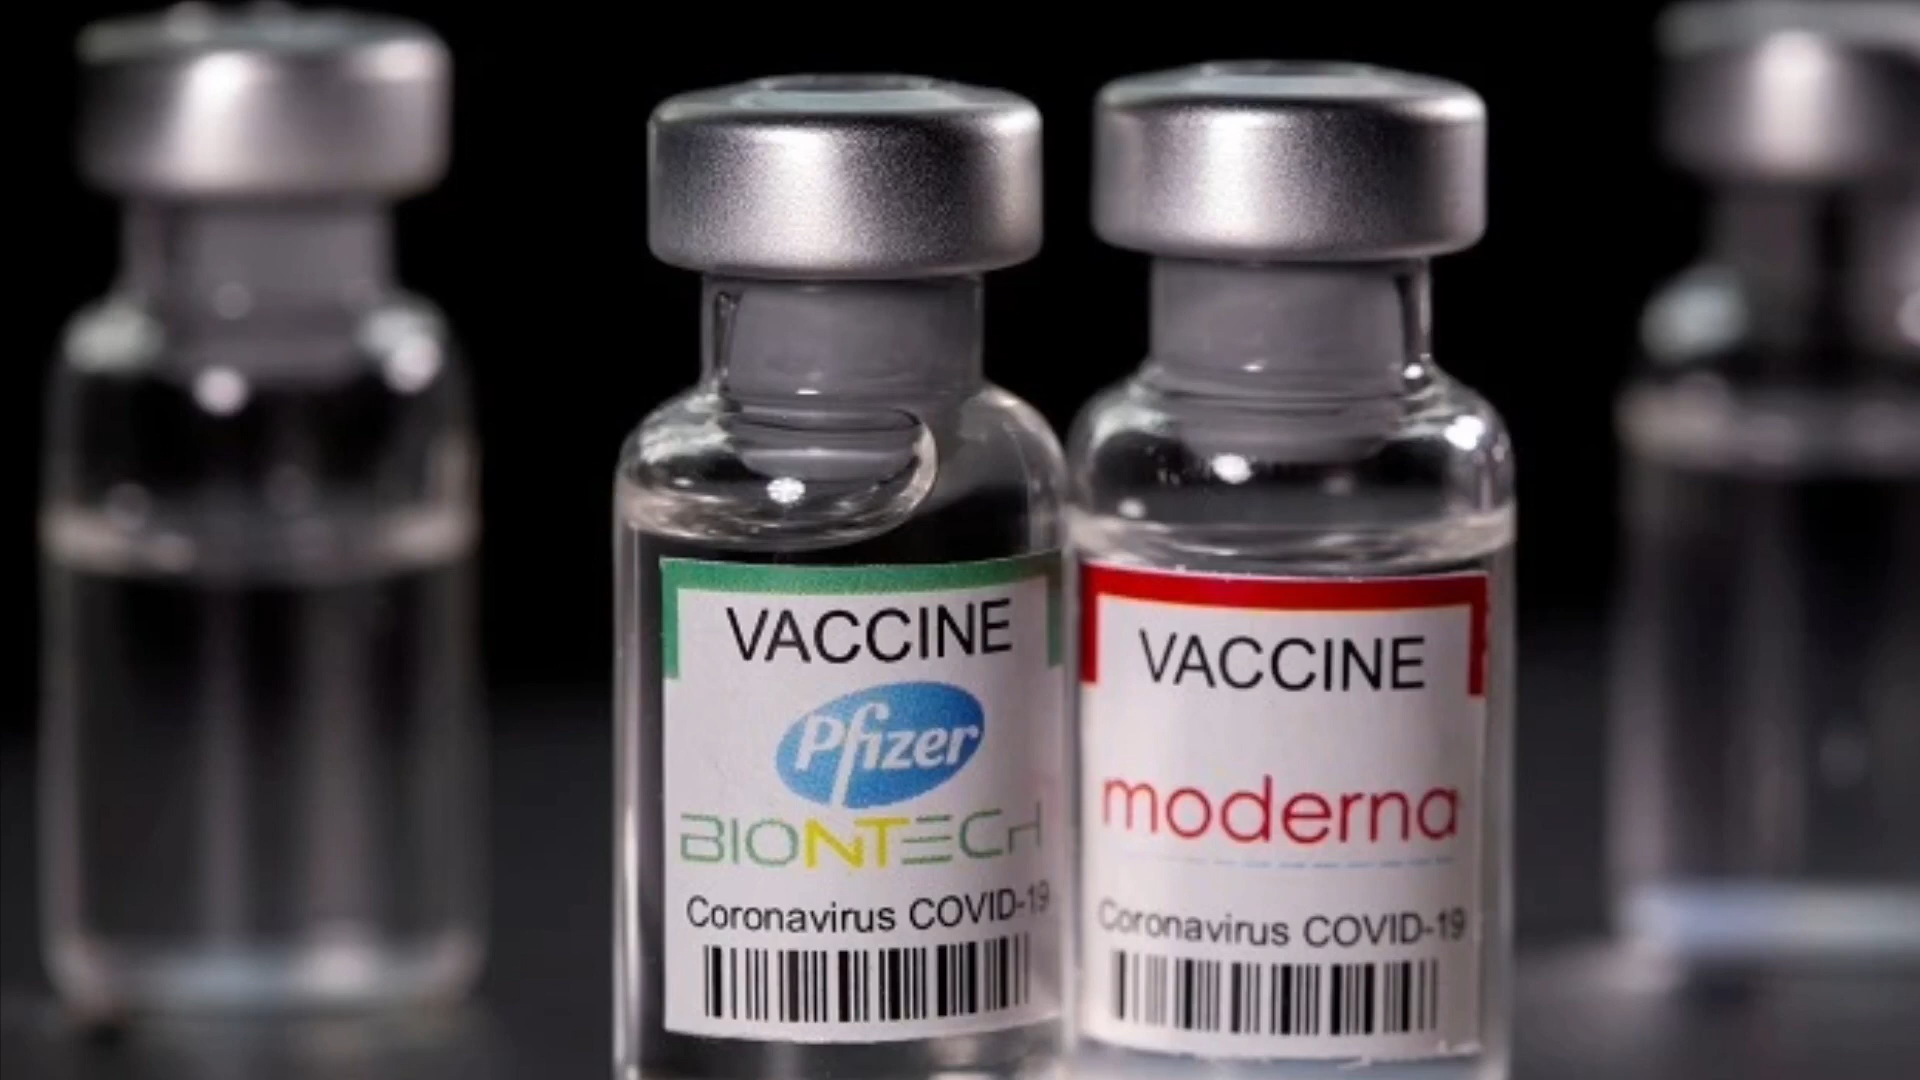 VACCINE
Pfizer
BIONTECH
Coronavirus COVID-19
VACCINE
moderna
Coronavirus COVID-19